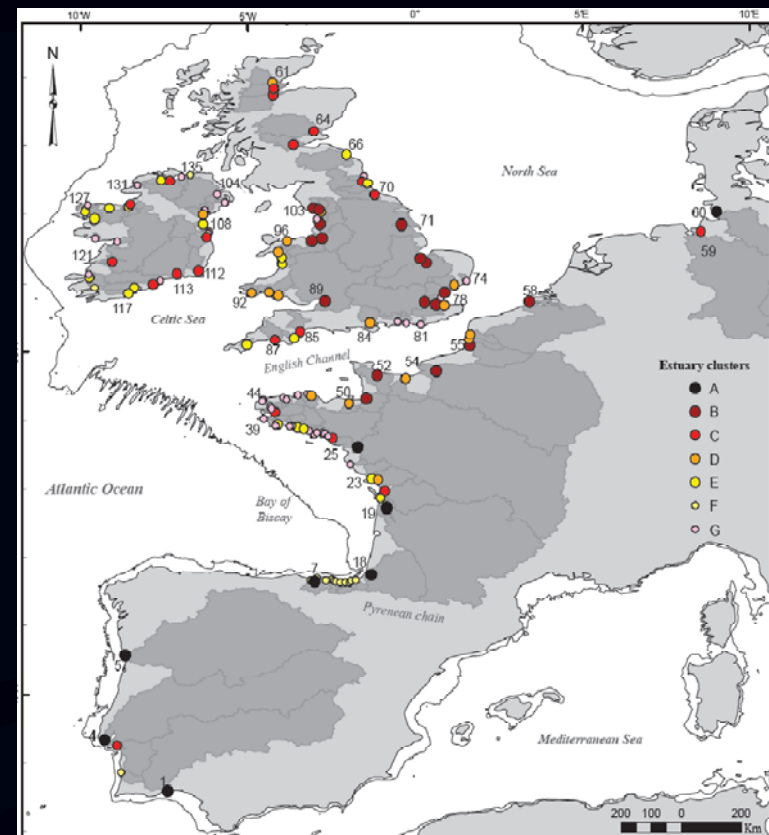 10°W 5°W 0° 5°E 10°E
N
61
64
66
North Sea
135
131
104
70
127
103
71
60
108
96
59
121
74
112
89
113
92
78
58
117
Celtic Sea
84
81
85
87
55
English Channel
54
52
Estuary clusters
44
50
A
B
39
C
25
D
Atlantic Ocean
23
E
Bay of
Biscay
19
F
G
18
7
Pyrenean chain
5
4
Mediterranean Sea
1
200 100 0 200
Km